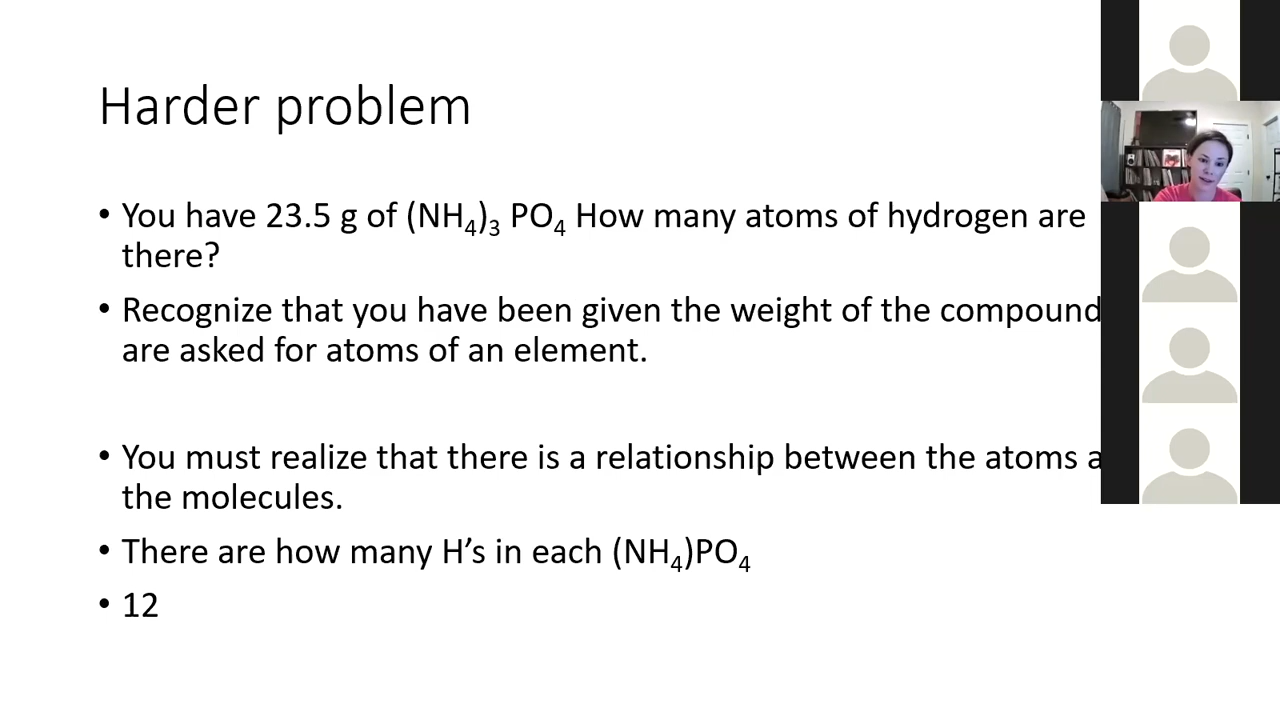 Harder problem
• You have 23.5 g of (NH₄)₃ PO₄ How many atoms of hydrogen are
there?
• Recognize that you have been given the weight of the compound
are asked for atoms of an element.
• You must realize that there is a relationship between the atoms
the molecules.
• There are how many H’s in each (NH₄)PO₄
• 12